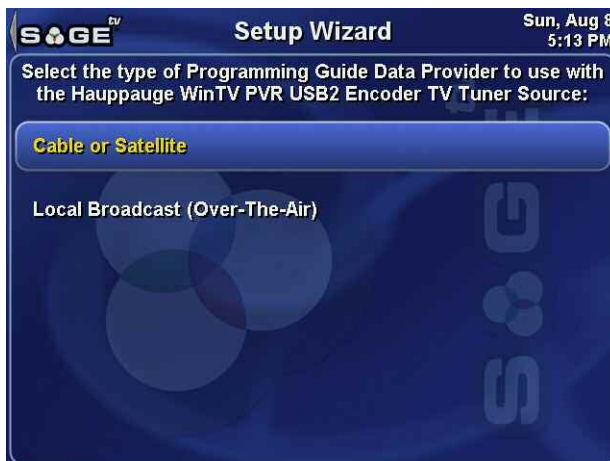 SAGE tv
Setup Wizard
Sun, Aug 8
5:13 PM
Select the type of Programming Guide Data Provider to use with
the Hauppauge WinTV PVR USB2 Encoder TV Tuner Source:
Cable or Satellite
Local Broadcast (Over-The-Air)
SAGE tv